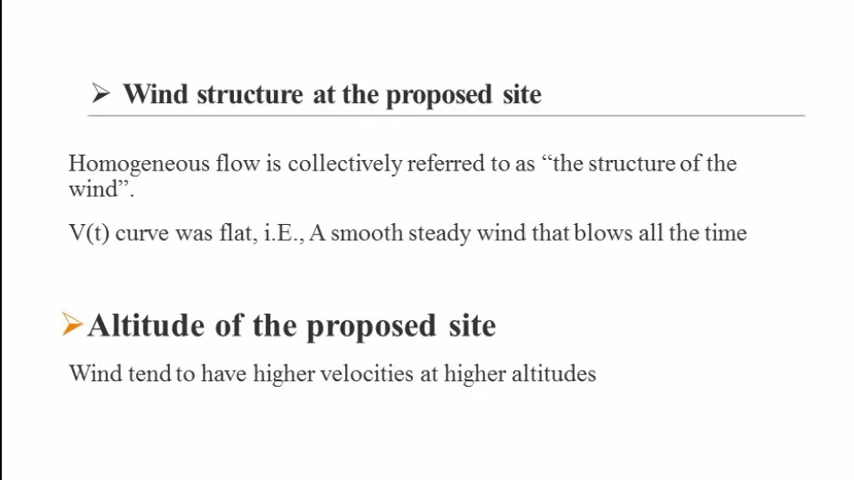 Wind structure at the proposed site
Homogeneous flow is collectively referred to as “the structure of the
wind”.
V(t) curve was flat, i.E., A smooth steady wind that blows all the time
Altitude of the proposed site
Wind tend to have higher velocities at higher altitudes